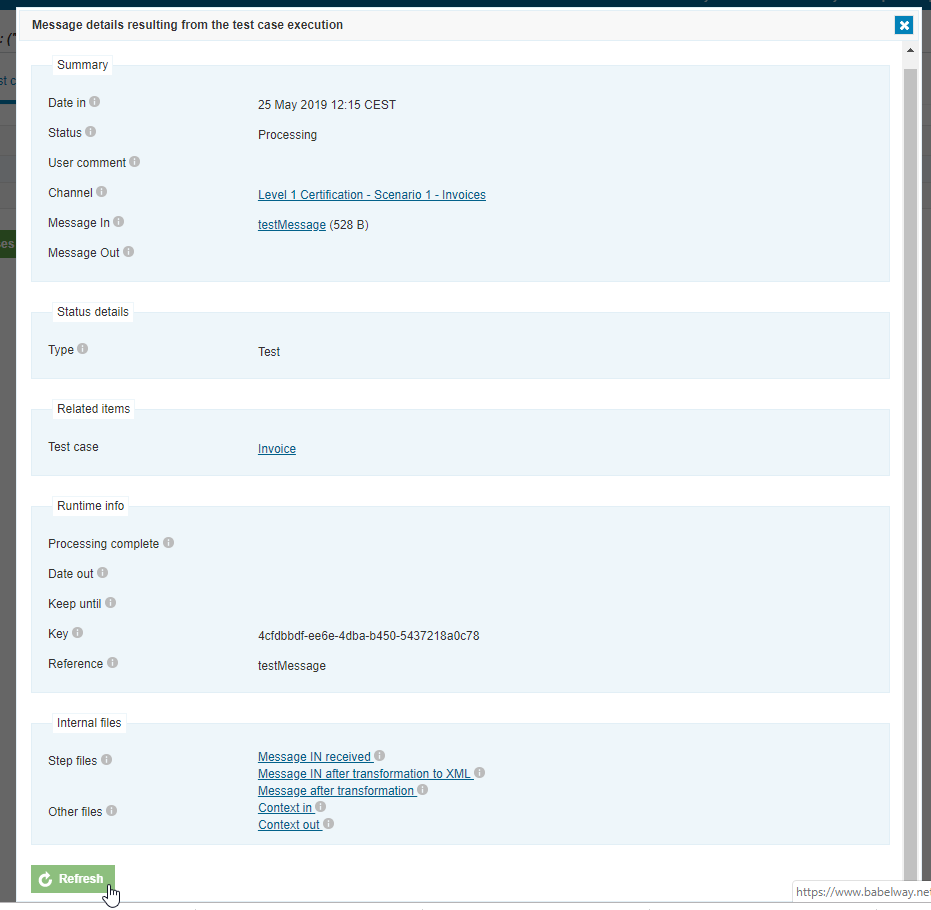 Message details resulting from the test case execution
: ("
st c
ses
Summary
Date in
25 May 2019 12:15 CEST
Status
Processing
User comment
Channel
Level 1 Certification - Scenario 1 - Invoices
Message In
testMessage (528 B)
Message Out
Status details
Type
Test
Related items
Test case
Invoice
Runtime info
Processing complete
Date out
Keep until
Key
4cfdbbdf-ee6e-4dba-b450-5437218a0c78
Reference
testMessage
Internal files
Step files
Message IN received
Message IN after transformation to XML
Message after transformation
Other files
Context in
Context out
Refresh
https://www.babelway.net